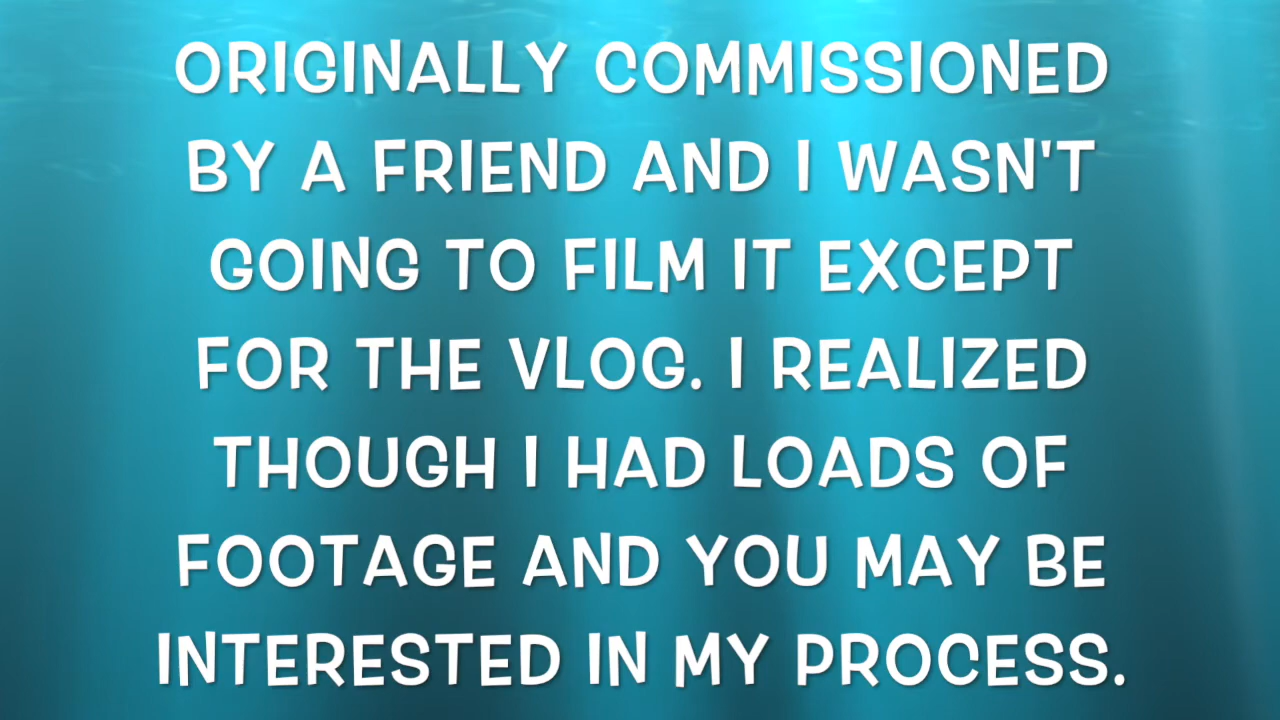 ORIGINALLY COMMISSIONED
BY A FRIEND AND I WASN'T
GOING TO FILM IT EXCEPT
FOR THE VLOG. I REALIZED
THOUGH I HAD LOADS OF
FOOTAGE AND YOU MAY BE
INTERESTED IN MY PROCESS.